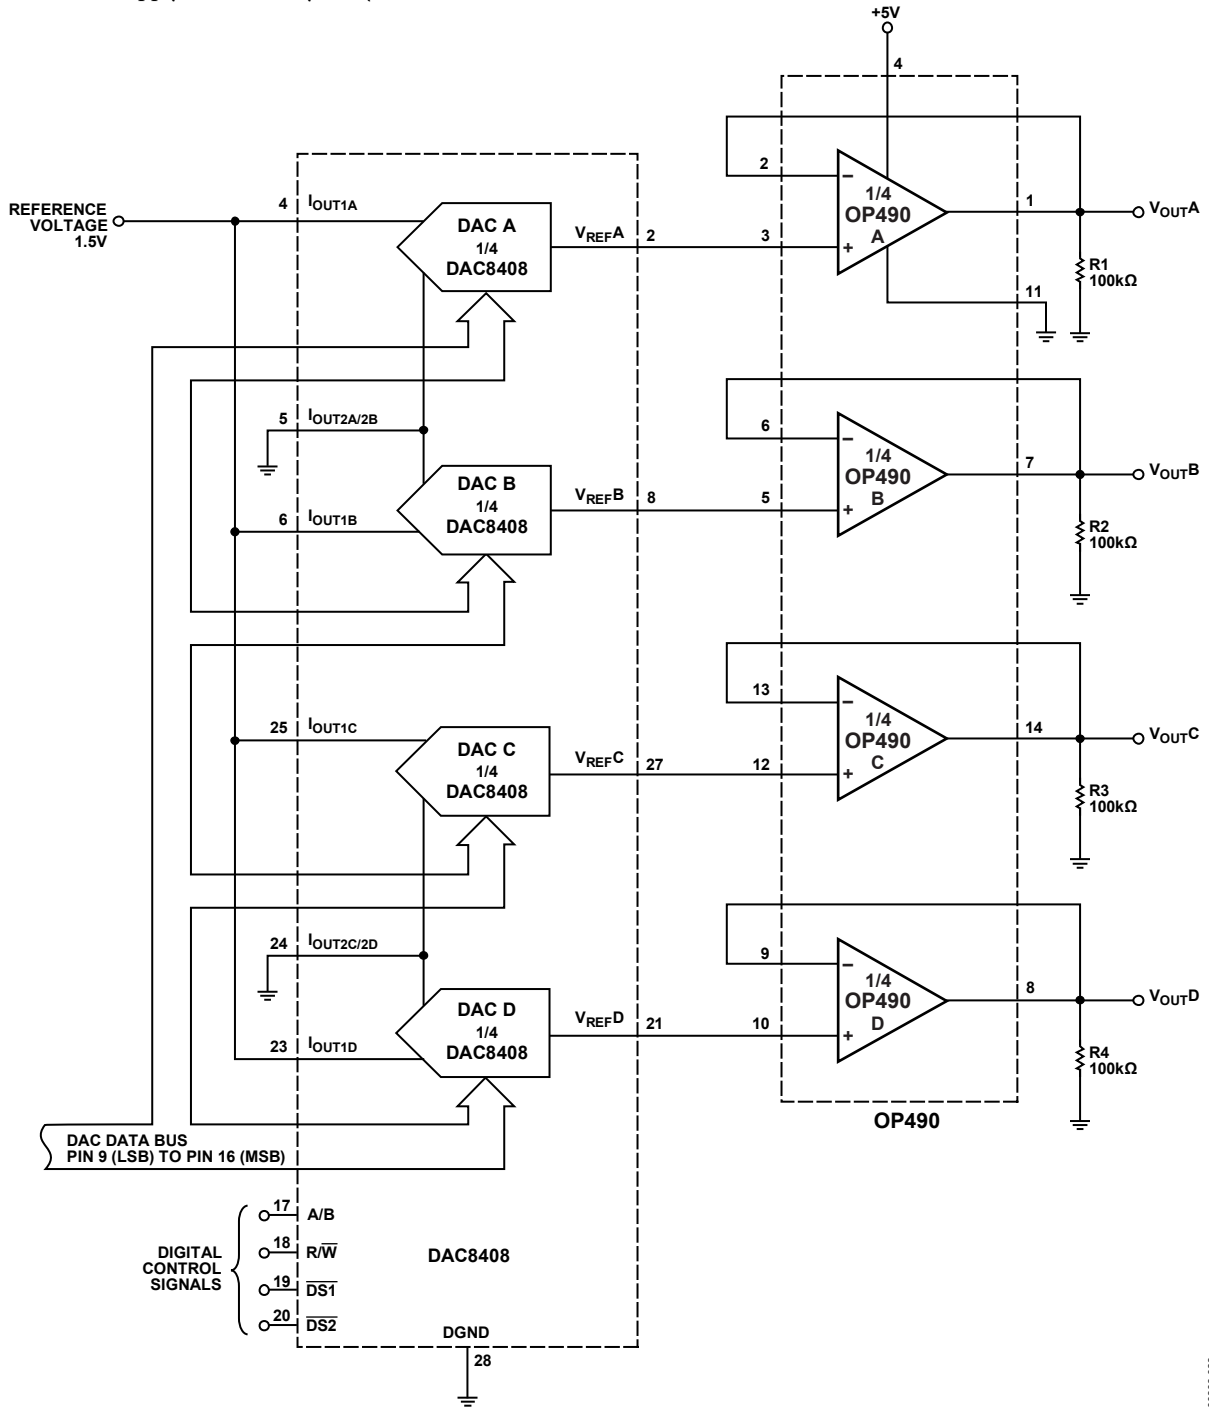 +5V
4
2
1/4
OP490
A
1
VOUTA
3
R1
100kΩ
11
REFERENCE
VOLTAGE
1.5V
4
IOUT1A
DAC A
1/4
DAC8408
VREFA
2
5
IOUT2A/2B
6
1/4
OP490
B
7
VOUTB
5
R2
100kΩ
DAC B
1/4
DAC8408
VREFB
8
6
IOUT1B
13
1/4
OP490
C
14
VOUTC
12
R3
100kΩ
25
IOUT1C
DAC C
1/4
DAC8408
VREFC
27
24
IOUT2C/2D
9
1/4
OP490
D
8
VOUTD
10
R4
100kΩ
DAC D
1/4
DAC8408
VREFD
21
23
IOUT1D
OP490
DAC DATA BUS
PIN 9 (LSB) TO PIN 16 (MSB)
DIGITAL
CONTROL
SIGNALS
17
A/B
18
R/W̅
19
D̅S̅1̅
20
D̅S̅2̅
DAC8408
DGND
28